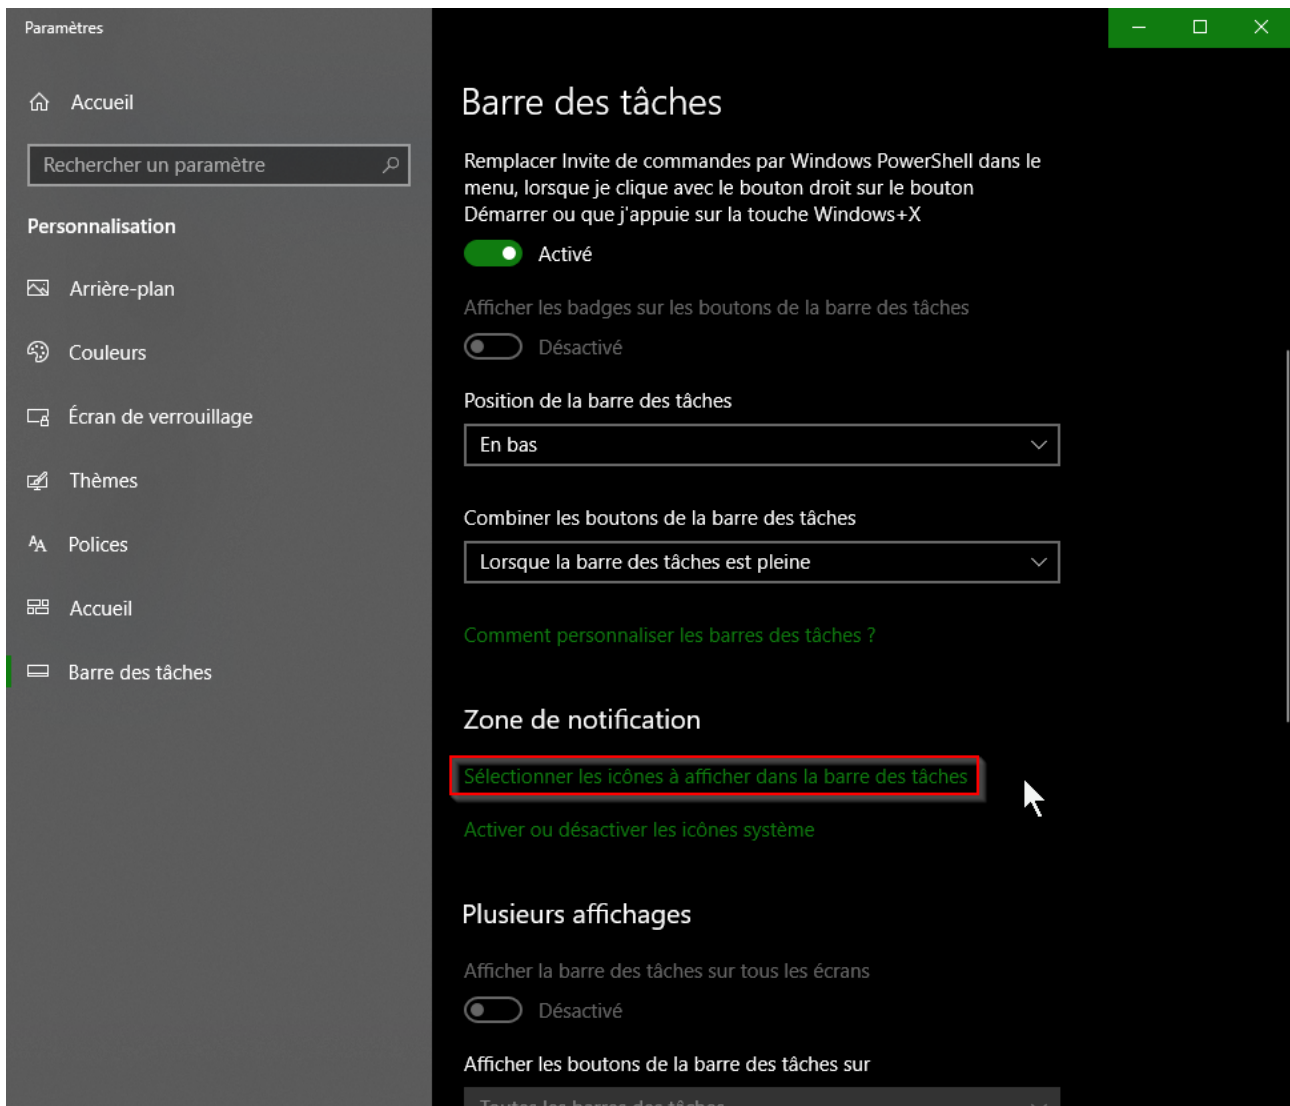 Paramètres
Accueil
Rechercher un paramètre
Personnalisation
Arrière-plan
Couleurs
Écran de verrouillage
Thèmes
Polices
Accueil
Barre des tâches
Barre des tâches
Remplacer Invite de commandes par Windows PowerShell dans le
menu, lorsque je clique avec le bouton droit sur le bouton
Démarrer ou que j'appuie sur la touche Windows+X
Activé
Afficher les badges sur les boutons de la barre des tâches
Désactivé
Position de la barre des tâches
En bas
Combiner les boutons de la barre des tâches
Lorsque la barre des tâches est pleine
Comment personnaliser les barres des tâches ?
Zone de notification
Sélectionner les icônes à afficher dans la barre des tâches
Activer ou désactiver les icônes système
Plusieurs affichages
Afficher la barre des tâches sur tous les écrans
Désactivé
Afficher les boutons de la barre des tâches sur
Toutes les barres des tâches